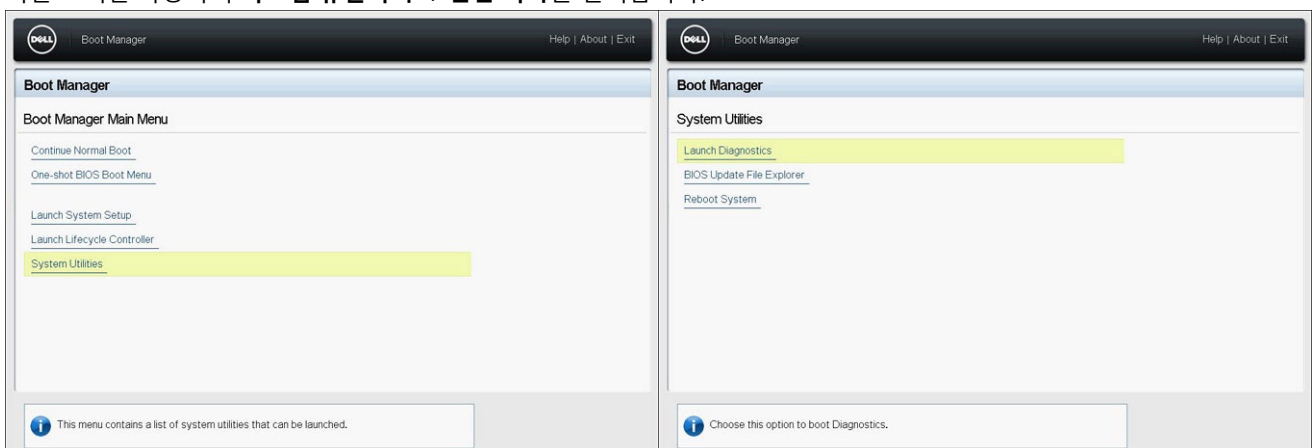 DELL
Boot Manager
Help | About | Exit
Boot Manager
Boot Manager Main Menu
Continue Normal Boot
One-shot BIOS Boot Menu
Launch System Setup
Launch Lifecycle Controller
System Utilities
This menu contains a list of system utilities that can be launched.
DELL
Boot Manager
Help | About | Exit
Boot Manager
System Utilities
Launch Diagnostics
BIOS Update File Explorer
Reboot System
Choose this option to boot Diagnostics.